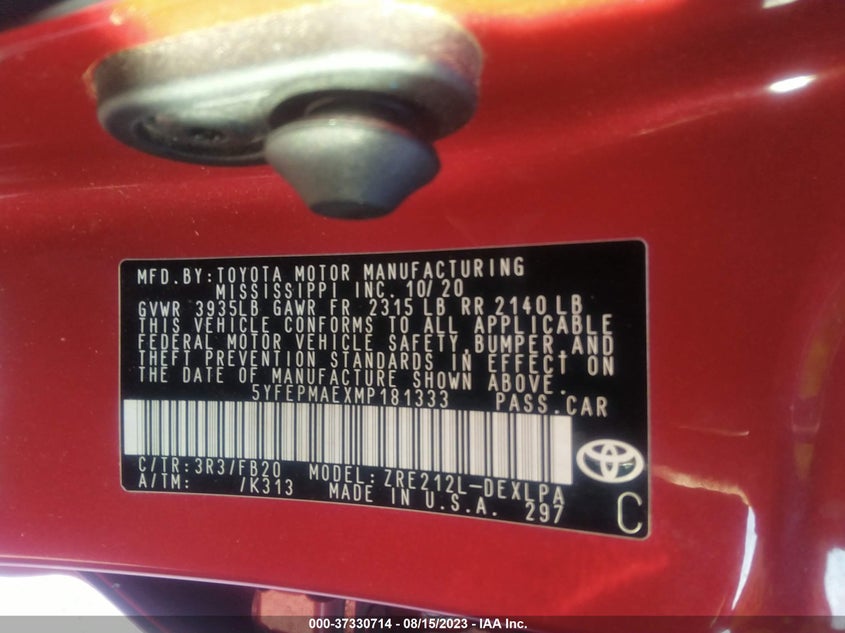 MFD. BY: TOYOTA MOTOR MANUFACTURING
MISSISSIPPI INC. 10/20
GVWR 3935LB GAWR FR 2315 LB RR 2140 LB
THIS VEHICLE CONFORMS TO ALL APPLICABLE
FEDERAL MOTOR VEHICLE SAFETY, BUMPER, AND
THEFT PREVENTION STANDARDS IN EFFECT ON
THE DATE OF MANUFACTURE SHOWN ABOVE.
5YFEPMAEXMP181333 PASS. CAR
C/TR: 3R3/FB20 MODEL: ZRE212L-DEXLPA
A/TM: /K313 MADE IN U.S.A. 297
C
000-37330714 - 08/15/2023 - IAA Inc.